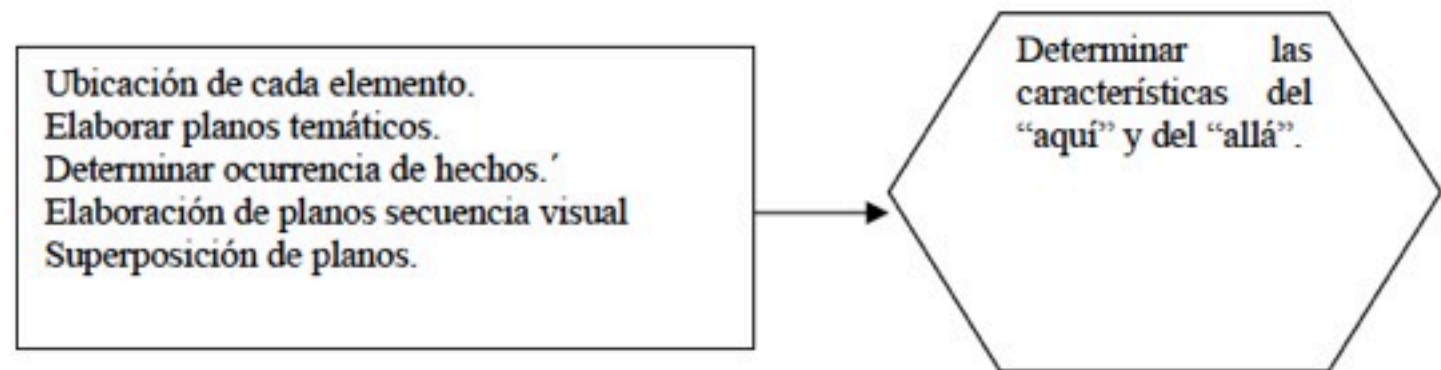 Ubicación de cada elemento.
Elaborar planos temáticos.
Determinar ocurrencia de hechos.´
Elaboración de planos secuencia visual
Superposición de planos.
Determinar las
características del
“aquí” y del “allá”.